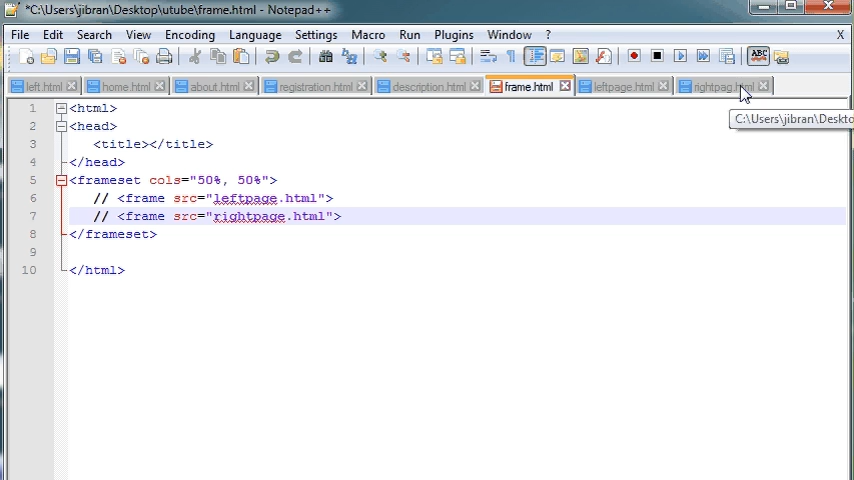 *C:\Users\jibran\Desktop\utube\frame.html - Notepad++
File Edit Search View Encoding Language Settings Macro Run Plugins Window ? X
left.html home.html about.html registration.html description.html frame.html leftpage.html rightpag.html
C:\Users\jibran\Deskto
1 <html>
2 <head>
3 <title></title>
4 </head>
5 <frameset cols="50%, 50%">
6 // <frame src="leftpage.html">
7 // <frame src="rightpage.html">
8 </frameset>
9
10 </html>